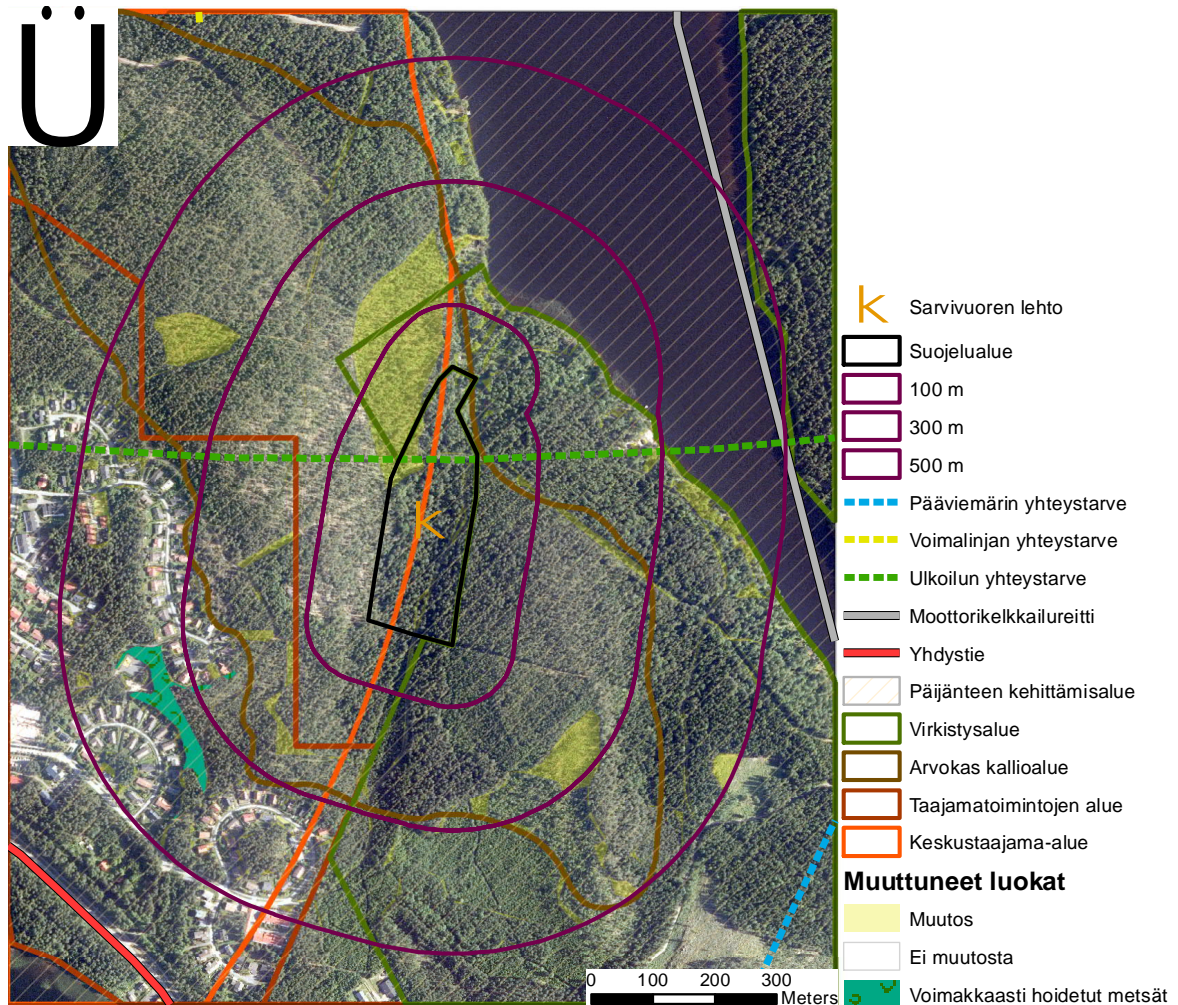 Ü
k
k Sarvivuoren lehto
Suojelualue
100 m
300 m
500 m
Pääviemärin yhteystarve
Voimalinjan yhteystarve
Ulkoilun yhteystarve
Moottorikelkkailureitti
Yhdystie
Päijänteen kehittämisalue
Virkistysalue
Arvokas kallioalue
Taajamatoimintojen alue
Keskustaajama-alue
Muuttuneet luokat
Muutos
Ei muutosta
Voimakkaasti hoidetut metsät
0 100 200 300
Meters